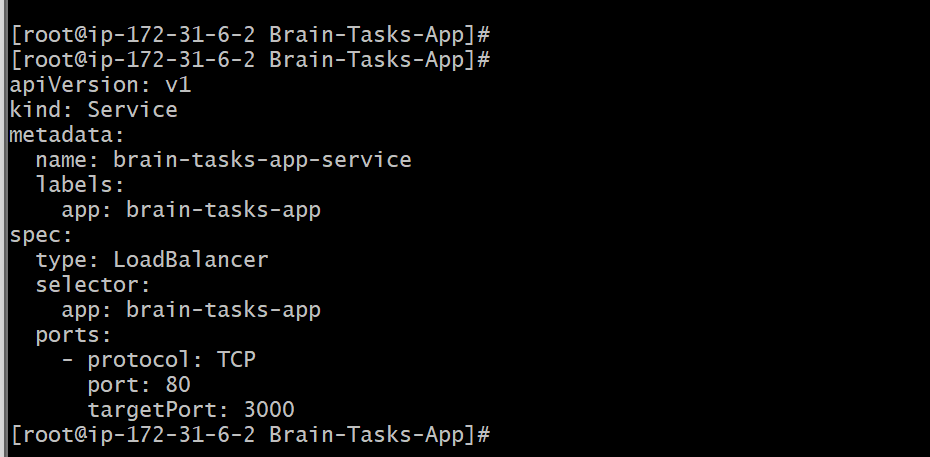 [root@ip-172-31-6-2 Brain-Tasks-App]#
[root@ip-172-31-6-2 Brain-Tasks-App]#
apiVersion: v1
kind: Service
metadata:
  name: brain-tasks-app-service
  labels:
    app: brain-tasks-app
spec:
  type: LoadBalancer
  selector:
    app: brain-tasks-app
  ports:
    - protocol: TCP
      port: 80
      targetPort: 3000
[root@ip-172-31-6-2 Brain-Tasks-App]#